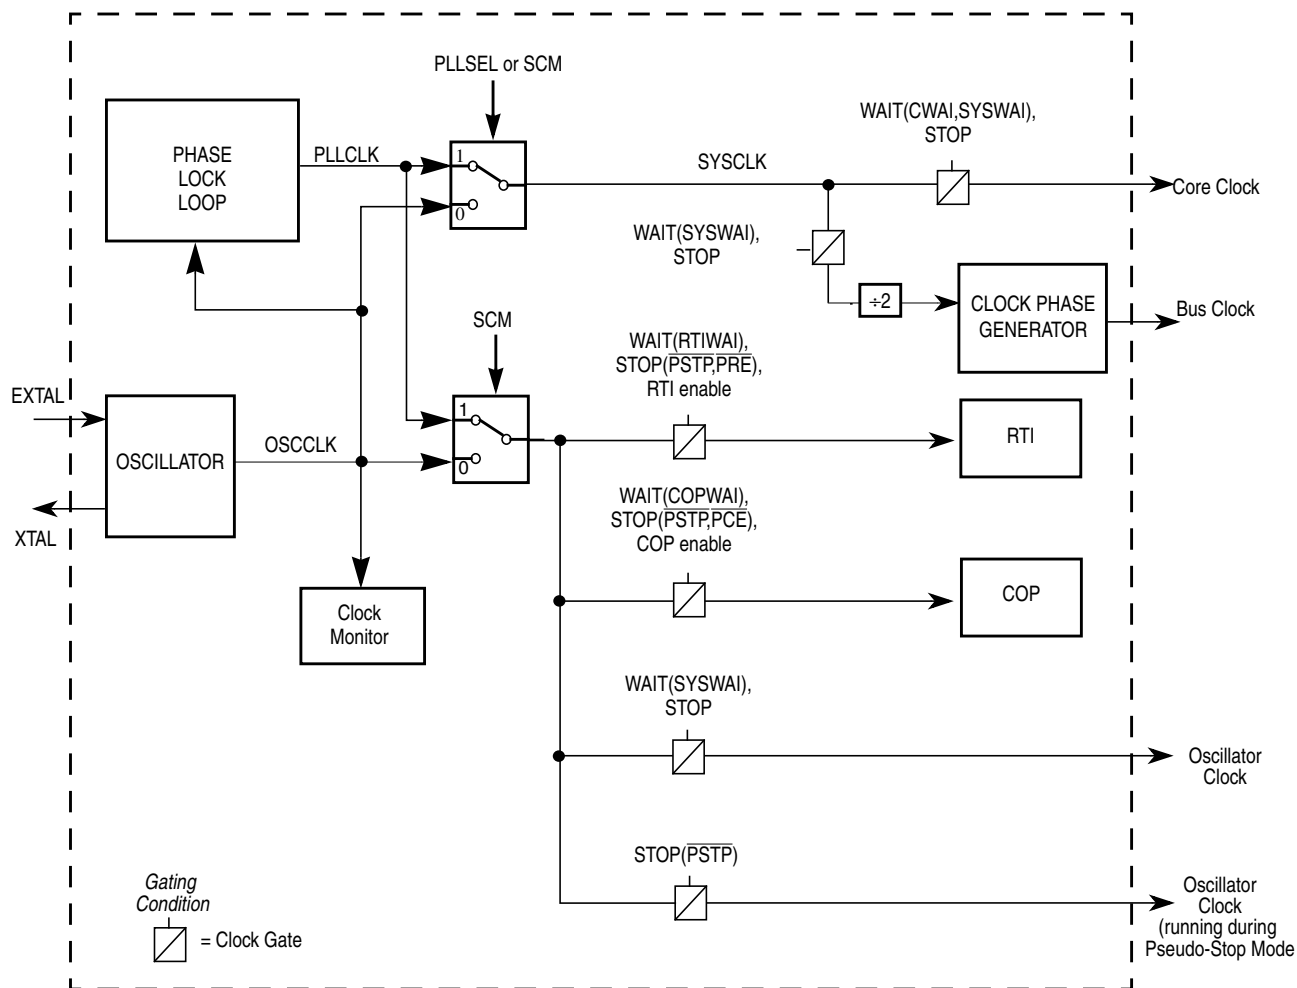 PLLSEL or SCM
WAIT(CWAI,SYSWAI),
STOP
PHASE
LOCK
LOOP
PLLCLK
1
0
SYSCLK
Core Clock
WAIT(SYSWAI),
STOP
÷2
CLOCK PHASE
GENERATOR
Bus Clock
SCM
WAIT(RTIWAI),
STOP(PSTP,PRE),
RTI enable
EXTAL
OSCILLATOR
OSCCLK
1
0
RTI
XTAL
WAIT(COPWAI),
STOP(PSTP,PCE),
COP enable
COP
Clock
Monitor
WAIT(SYSWAI),
STOP
Oscillator
Clock
STOP(PSTP)
Oscillator
Clock
(running during
Pseudo-Stop Mode
Gating
Condition
= Clock Gate